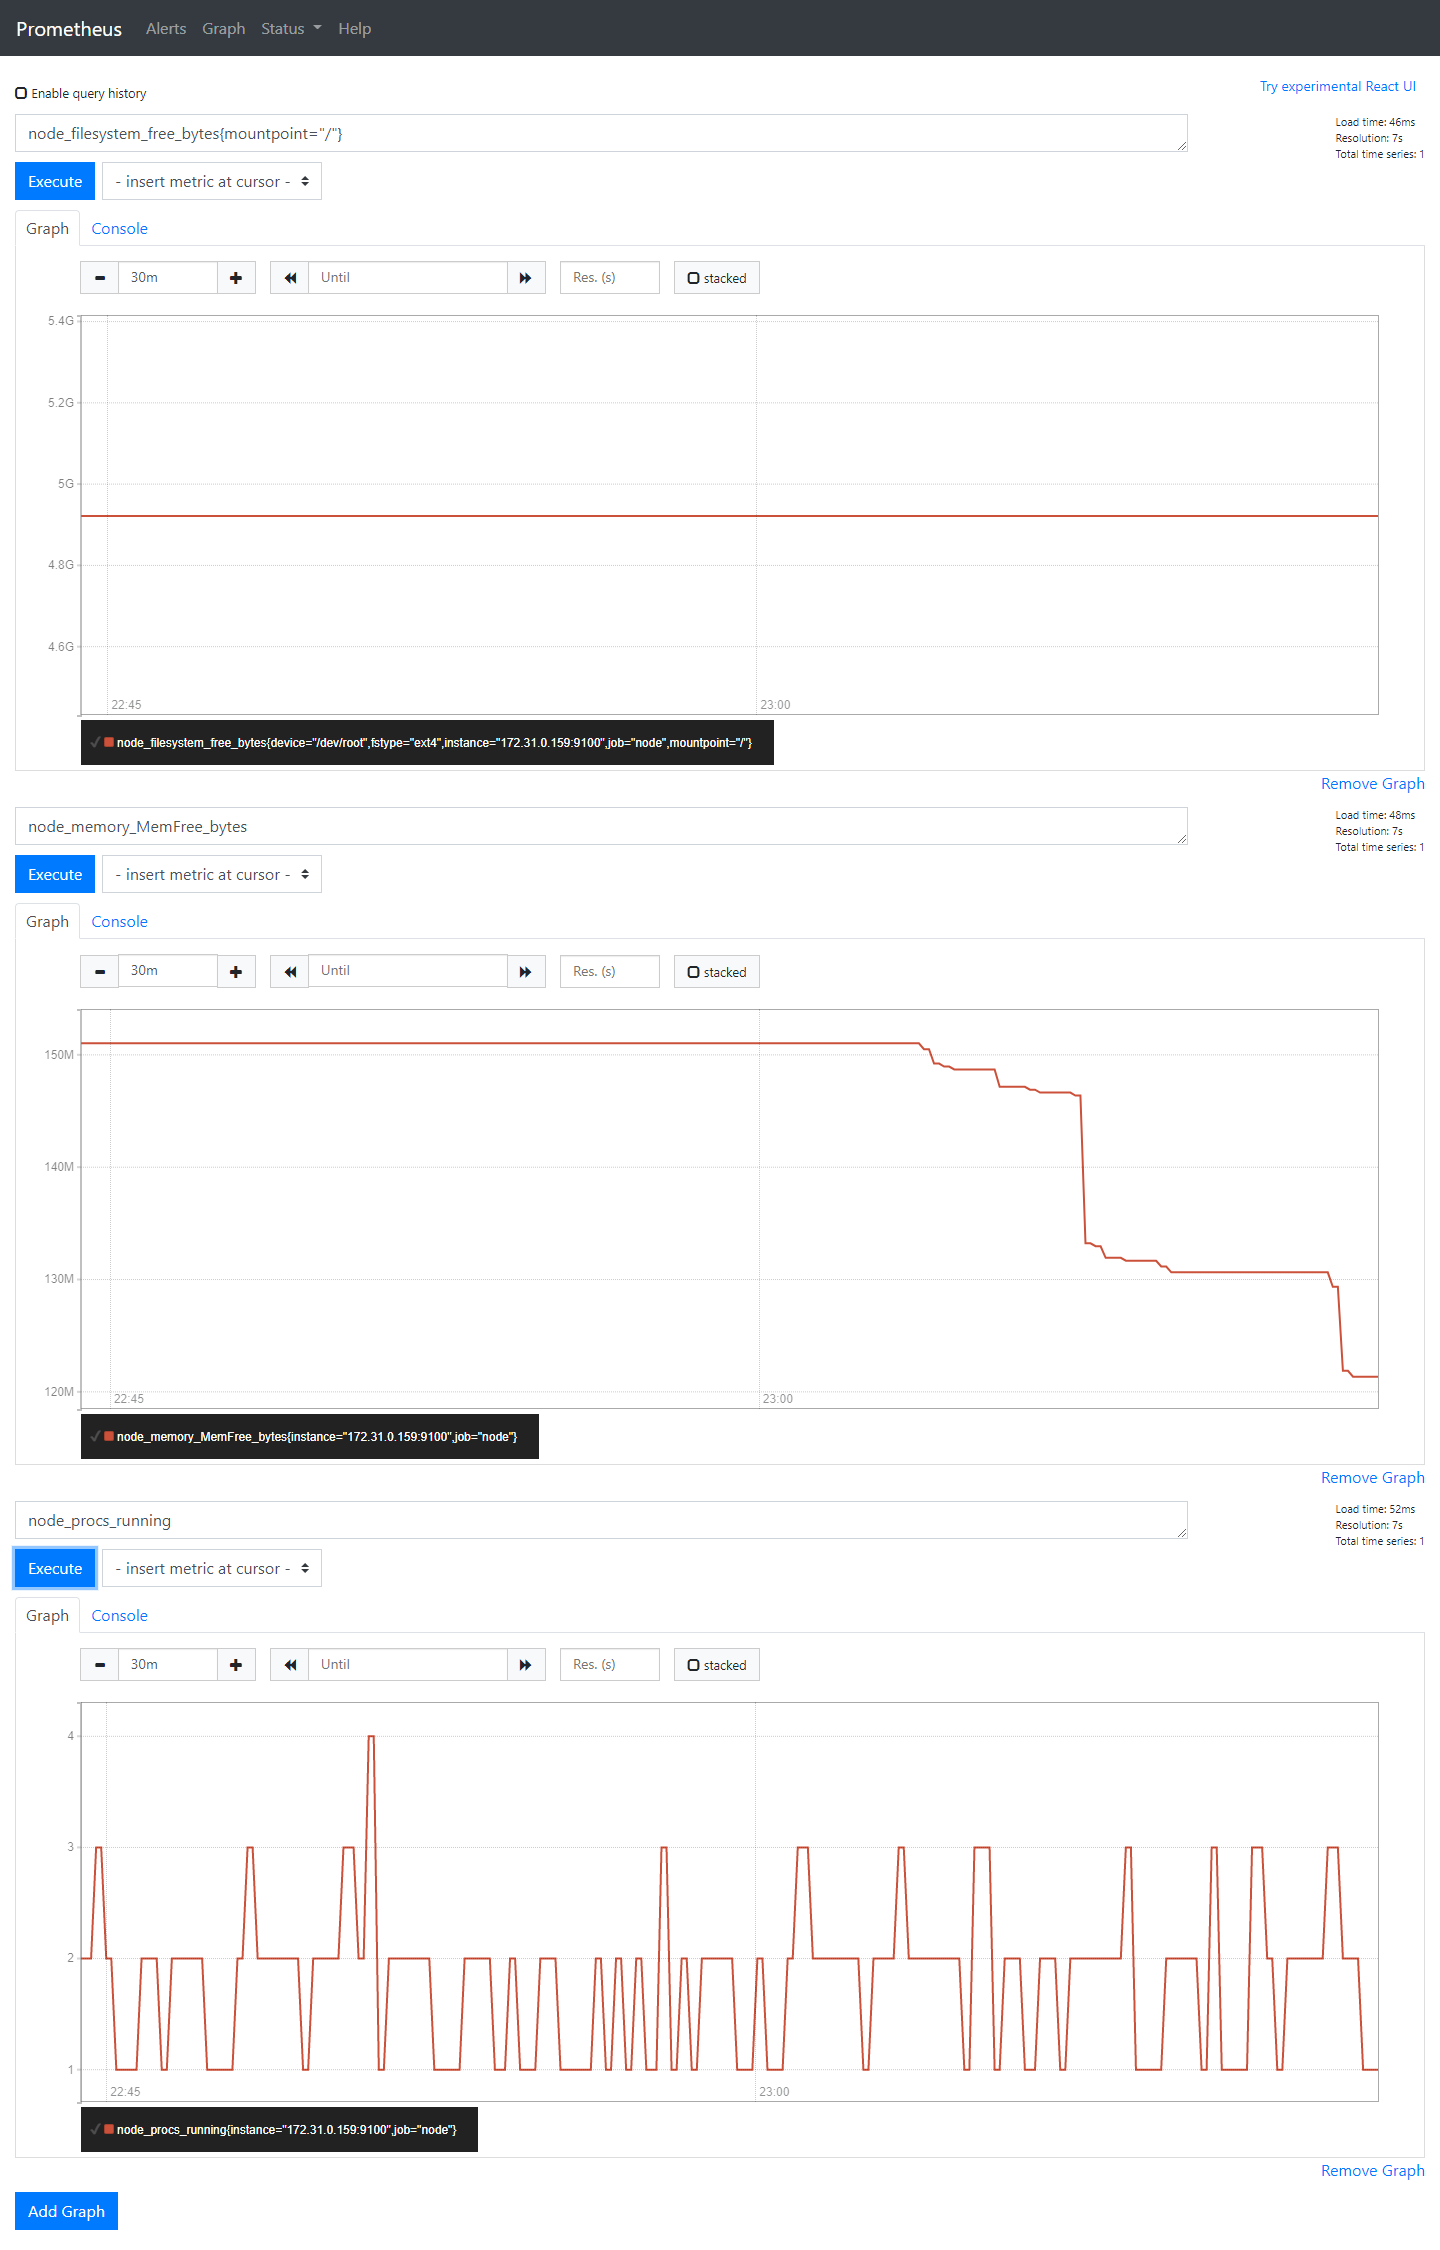 Prometheus Alerts Graph Status Help
Try experimental React UI
Enable query history
node_filesystem_free_bytes{mountpoint="/"}
Load time: 46ms
Resolution: 7s
Total time series: 1
Execute - insert metric at cursor -
Graph Console
30m Until Res. (s) stacked
5.4G
5.2G
5G
4.8G
4.6G
22:45 23:00
node_filesystem_free_bytes{device="/dev/root",fstype="ext4",instance="172.31.0.159:9100",job="node",mountpoint="/"}
Remove Graph
node_memory_MemFree_bytes
Load time: 48ms
Resolution: 7s
Total time series: 1
Execute - insert metric at cursor -
Graph Console
30m Until Res. (s) stacked
150M
140M
130M
120M
22:45 23:00
node_memory_MemFree_bytes{instance="172.31.0.159:9100",job="node"}
Remove Graph
node_procs_running
Load time: 52ms
Resolution: 7s
Total time series: 1
Execute - insert metric at cursor -
Graph Console
30m Until Res. (s) stacked
4
3
2
1
22:45 23:00
node_procs_running{instance="172.31.0.159:9100",job="node"}
Remove Graph
Add Graph